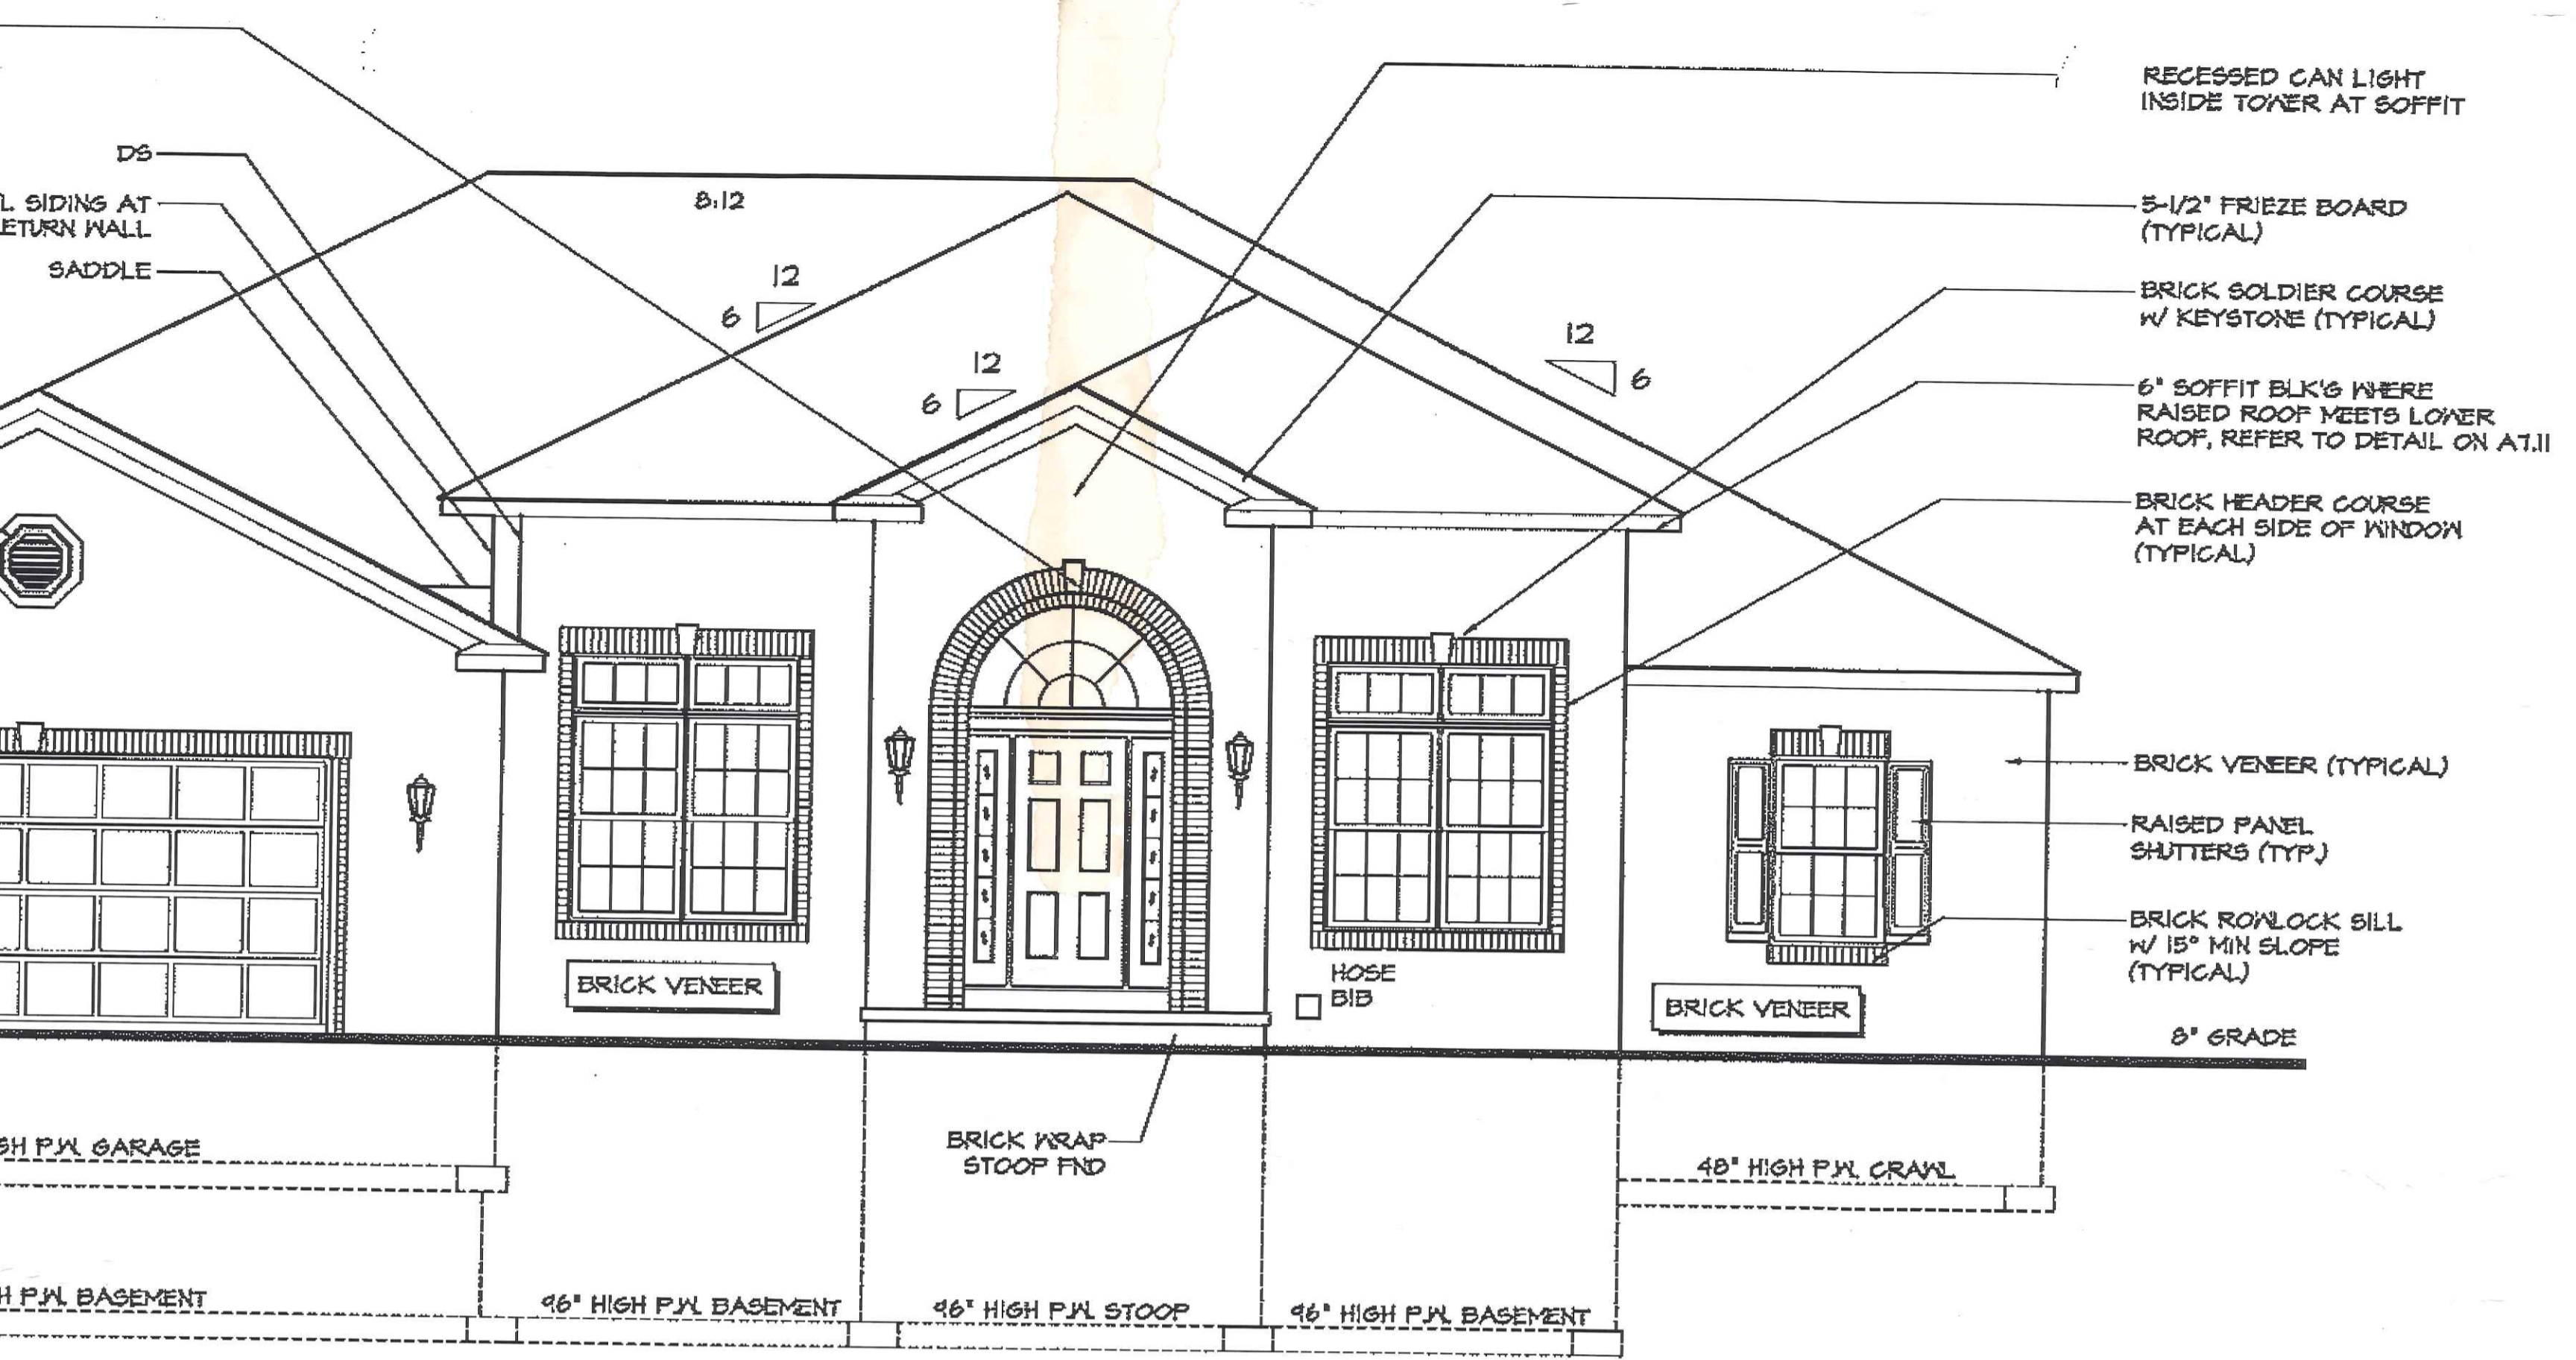 RECESSED CAN LIGHT
INSIDE TOWER AT SOFFIT
DS
L SIDING AT
ETURN WALL
SADDLE
8:12
12
6
12
6
12
6
5-1/2" FRIEZE BOARD
(TYPICAL)
BRICK SOLDIER COURSE
W/ KEYSTONE (TYPICAL)
6" SOFFIT BLK'G WHERE
RAISED ROOF MEETS LOWER
ROOF, REFER TO DETAIL ON A7.11
BRICK HEADER COURSE
AT EACH SIDE OF WINDOW
(TYPICAL)
BRICK VENEER (TYPICAL)
RAISED PANEL
SHUTTERS (TYP.)
BRICK ROWLOCK SILL
W/ 15° MIN SLOPE
(TYPICAL)
BRICK VENEER
HOSE
BIB
BRICK VENEER
8" GRADE
BRICK WRAP
STOOP FND
GH P.W. GARAGE
48" HIGH P.W. CRAWL
H P.W. BASEMENT
96" HIGH P.W. BASEMENT
96" HIGH P.W. STOOP
96" HIGH P.W. BASEMENT